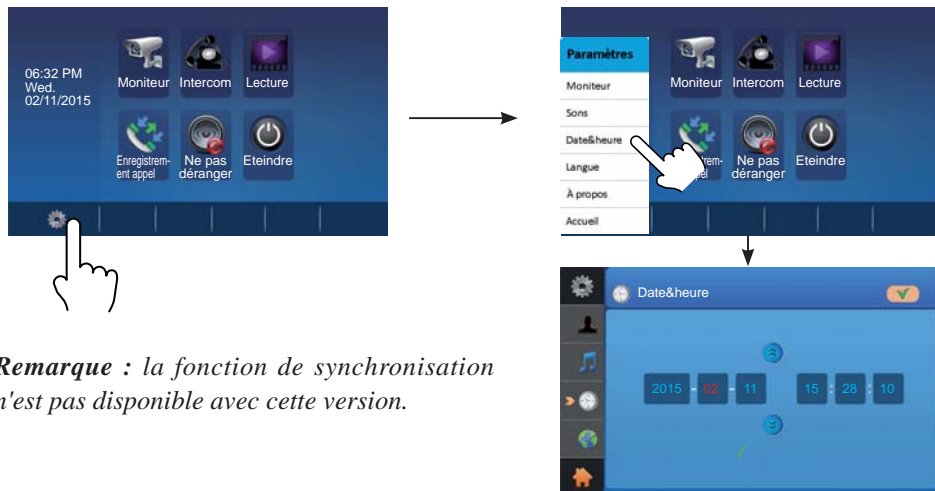 06:32 PM
Wed.
02/11/2015
Moniteur Intercom Lecture
Enregistrem-
ent appel
Ne pas
déranger
Eteindre
Paramètres
Moniteur
Sons
Date&heure
Langue
À propos
Accueil
Moniteur Intercom Lecture
Ne pas
déranger
Eteindre
Date&heure
2015 - 02 - 11 15 : 28 : 10
Remarque : la fonction de synchronisation
n'est pas disponible avec cette version.